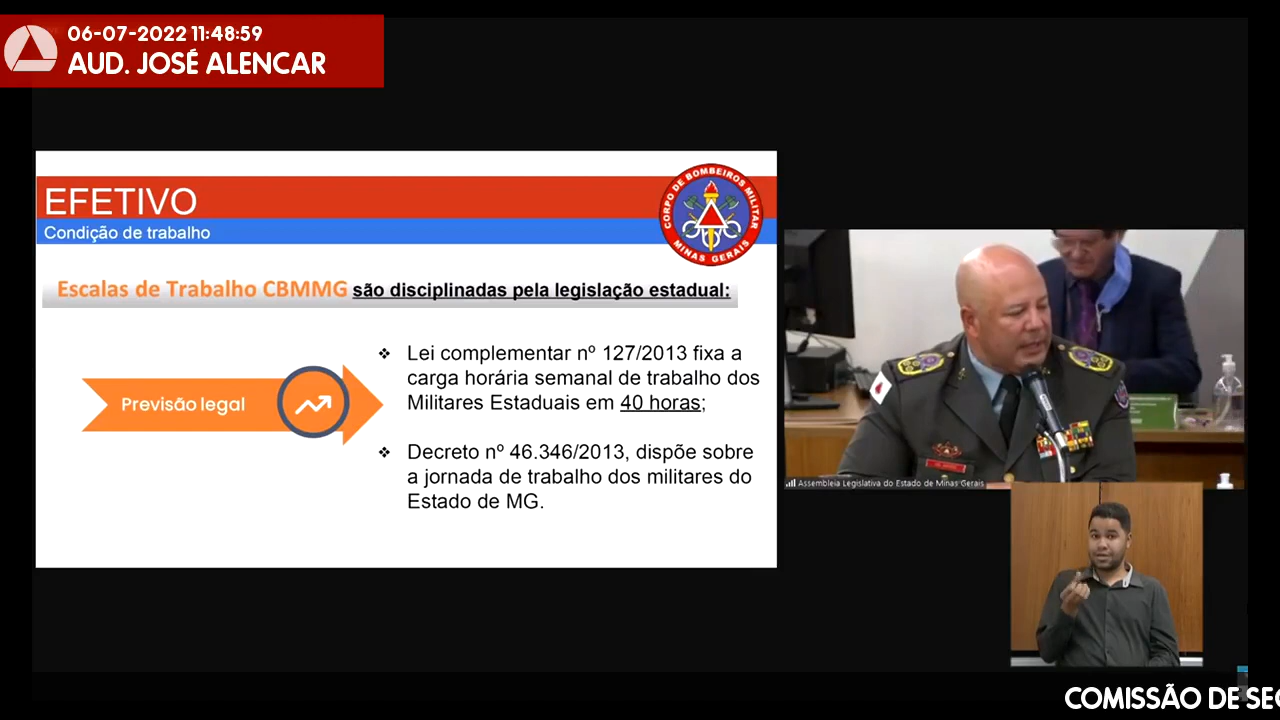 06-07-2022 11:48:59
AUD. JOSÉ ALENCAR
EFETIVO
Condição de trabalho
CORPO DE BOMBEIROS MILITAR
MINAS GERAIS
Escalas de Trabalho CBMMG são disciplinadas pela legislação estadual:
Previsão legal
❖ Lei complementar nº 127/2013 fixa a
carga horária semanal de trabalho dos
Militares Estaduais em 40 horas;
❖ Decreto nº 46.346/2013, dispõe sobre
a jornada de trabalho dos militares do
Estado de MG.
Assembleia Legislativa do Estado de Minas Gerais
COMISSÃO DE SEG